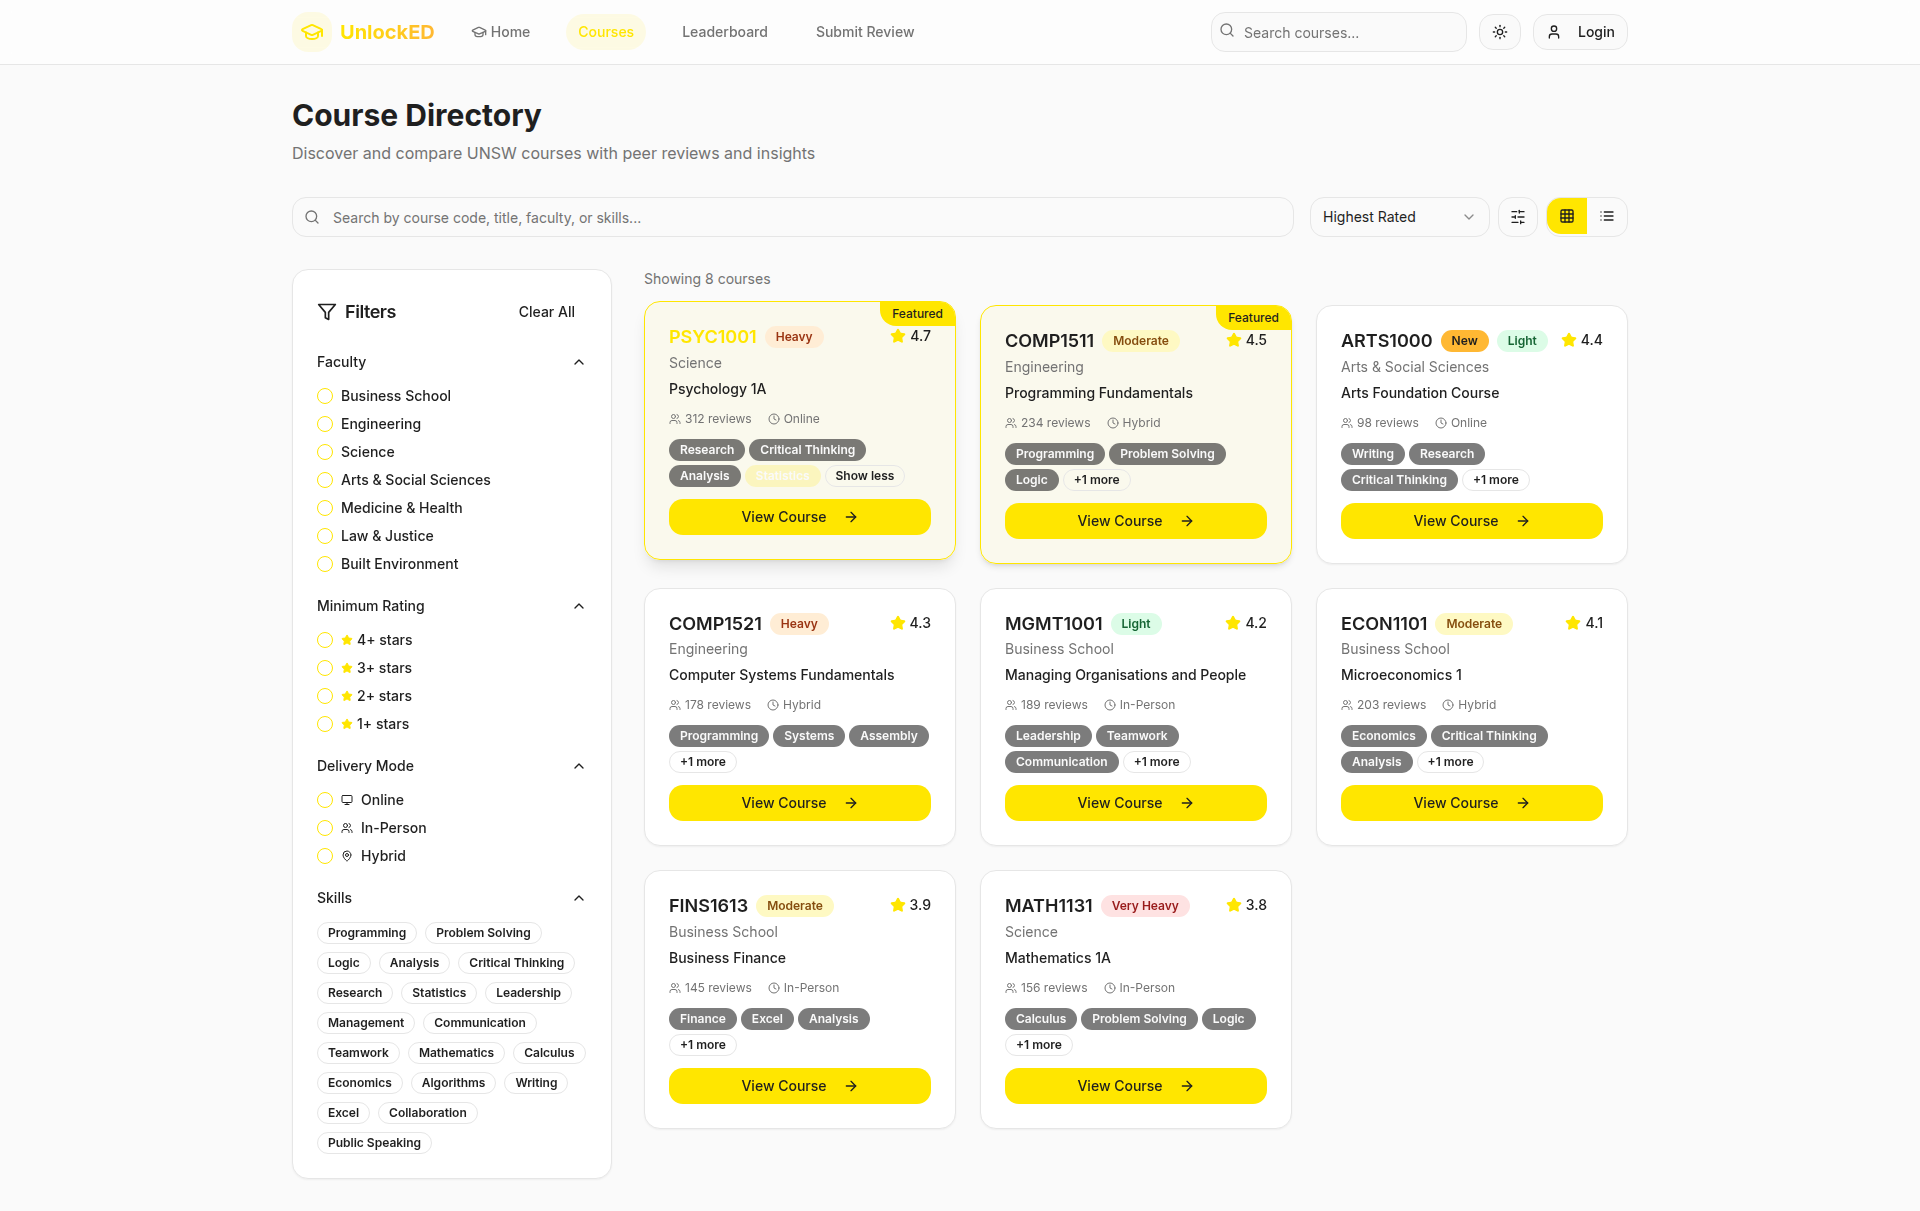 UnlockED
Home
Courses
Leaderboard
Submit Review
Search courses...
Login
Course Directory
Discover and compare UNSW courses with peer reviews and insights
Search by course code, title, faculty, or skills...
Highest Rated
Filters
Clear All
Faculty
Business School
Engineering
Science
Arts & Social Sciences
Medicine & Health
Law & Justice
Built Environment
Minimum Rating
4+ stars
3+ stars
2+ stars
1+ stars
Delivery Mode
Online
In-Person
Hybrid
Skills
Programming Problem Solving
Logic Analysis Critical Thinking
Research Statistics Leadership
Management Communication
Teamwork Mathematics Calculus
Economics Algorithms Writing
Excel Collaboration
Public Speaking
Showing 8 courses
Featured
PSYC1001 Heavy 4.7
Science
Psychology 1A
312 reviews Online
Research Critical Thinking
Analysis Statistics Show less
View Course
Featured
COMP1511 Moderate 4.5
Engineering
Programming Fundamentals
234 reviews Hybrid
Programming Problem Solving
Logic +1 more
View Course
ARTS1000 New Light 4.4
Arts & Social Sciences
Arts Foundation Course
98 reviews Online
Writing Research
Critical Thinking +1 more
View Course
COMP1521 Heavy 4.3
Engineering
Computer Systems Fundamentals
178 reviews Hybrid
Programming Systems Assembly
+1 more
View Course
MGMT1001 Light 4.2
Business School
Managing Organisations and People
189 reviews In-Person
Leadership Teamwork
Communication +1 more
View Course
ECON1101 Moderate 4.1
Business School
Microeconomics 1
203 reviews Hybrid
Economics Critical Thinking
Analysis +1 more
View Course
FINS1613 Moderate 3.9
Business School
Business Finance
145 reviews In-Person
Finance Excel Analysis
+1 more
View Course
MATH1131 Very Heavy 3.8
Science
Mathematics 1A
156 reviews In-Person
Calculus Problem Solving Logic
+1 more
View Course